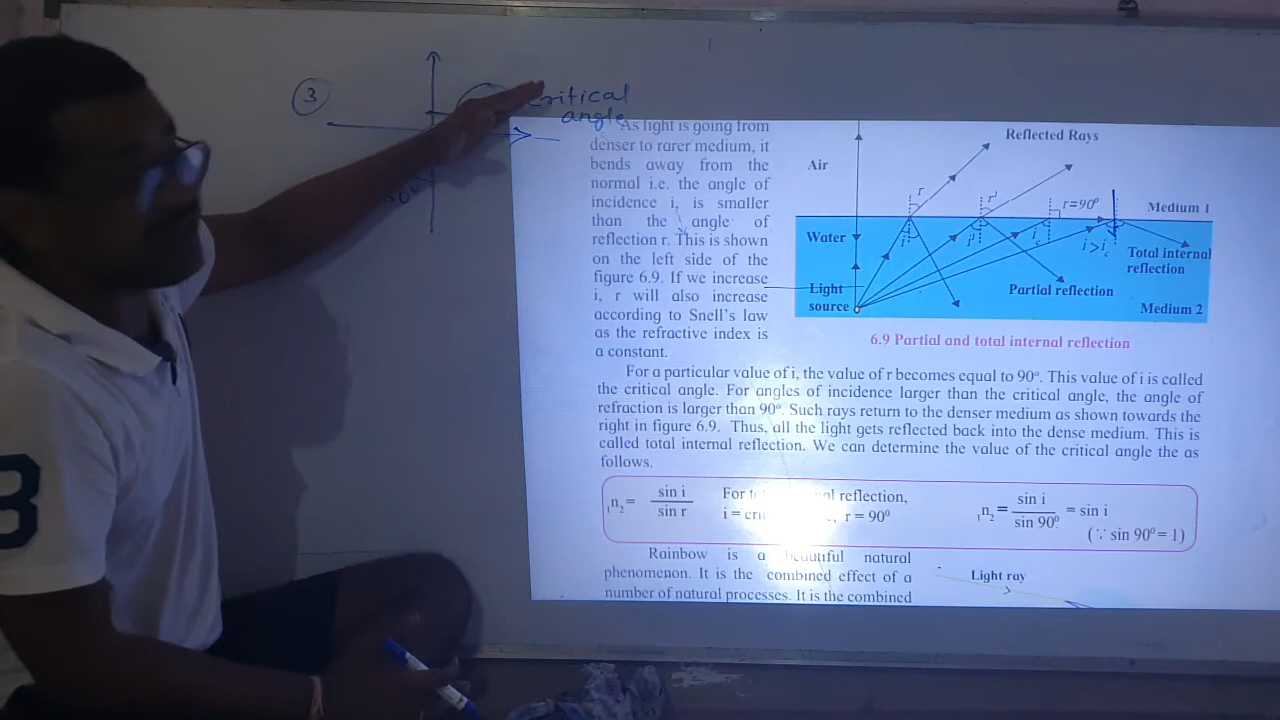 3
critical
angle
As light is going from
denser to rarer medium, it
bends away from the
normal i.e. the angle of
incidence i, is smaller
than the angle of
reflection r. This is shown
on the left side of the
figure 6.9. If we increase
i, r will also increase
according to Snell's law
as the refractive index is
a constant.
Reflected Rays
Air
r r'
r=90°
Medium 1
Water
i i' i
i>i c
Total internal
reflection
Light
source
Partial reflection
Medium 2
6.9 Partial and total internal reflection
For a particular value of i, the value of r becomes equal to 90°. This value of i is called
the critical angle. For angles of incidence larger than the critical angle, the angle of
refraction is larger than 90°. Such rays return to the denser medium as shown towards the
right in figure 6.9. Thus, all the light gets reflected back into the dense medium. This is
called total internal reflection. We can determine the value of the critical angle the as
follows.
₁n₂ = sin i / sin r
For reflection,
i = r = 90°
₁n₂ = sin i / sin 90° = sin i
(∵ sin 90° = 1)
Rainbow is a beautiful natural
phenomenon. It is the combined effect of a
number of natural processes. It is the combined
Light ray
3